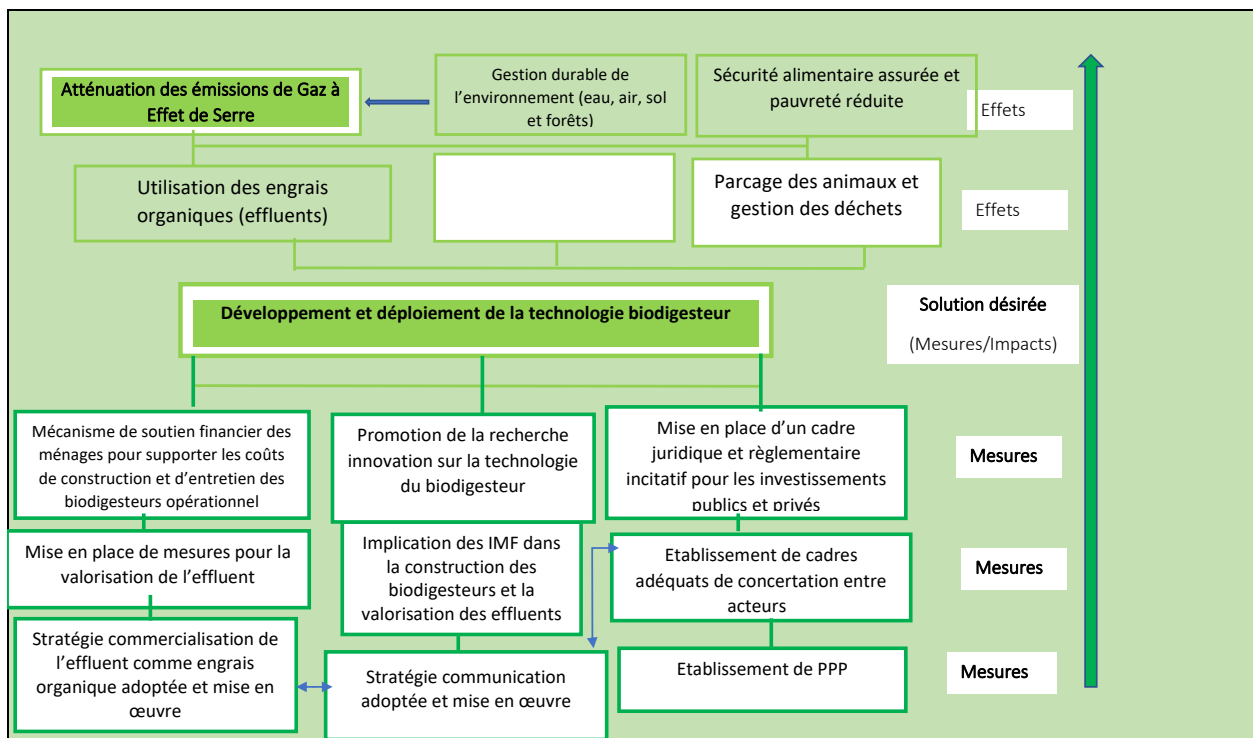 Atténuation des émissions de Gaz à
Effet de Serre
Gestion durable de
l'environnement (eau, air, sol
et forêts)
Sécurité alimentaire assurée et
pauvreté réduite
Effets
Utilisation des engrais
organiques (effluents)
Parcage des animaux et
gestion des déchets
Effets
Développement et déploiement de la technologie biodigesteur
Solution désirée
(Mesures/Impacts)
Mécanisme de soutien financier des
ménages pour supporter les coûts
de construction et d'entretien des
biodigesteurs opérationnel
Promotion de la recherche
innovation sur la technologie
du biodigesteur
Mise en place d'un cadre
juridique et règlementaire
incitatif pour les investissements
publics et privés
Mesures
Mise en place de mesures pour la
valorisation de l'effluent
Implication des IMF dans
la construction des
biodigesteurs et la
valorisation des effluents
Etablissement de cadres
adéquats de concertation entre
acteurs
Mesures
Stratégie commercialisation de
l'effluent comme engrais
organique adoptée et mise en
œuvre
Stratégie communication
adoptée et mise en œuvre
Etablissement de PPP
Mesures